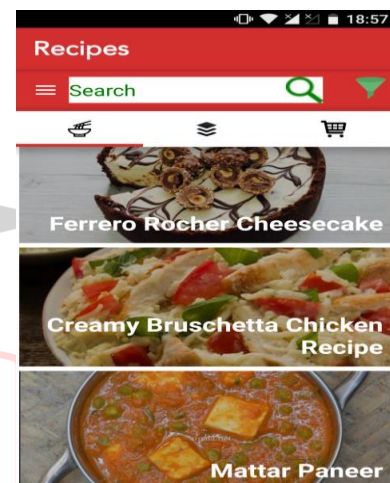 18:57
Recipes
Search
Ferrero Rocher Cheesecake
Creamy Bruschetta Chicken
Recipe
Mattar Paneer